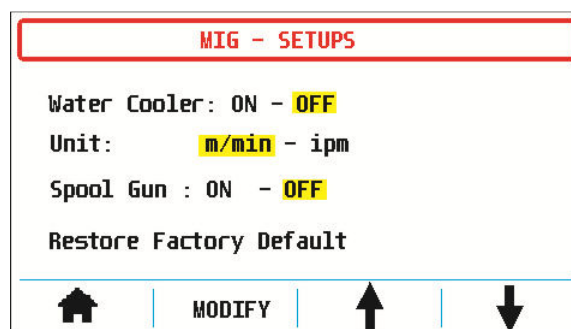 MIG - SETUPS
Water Cooler: ON - OFF
Unit: m/min - ipm
Spool Gun : ON - OFF
Restore Factory Default
MODIFY